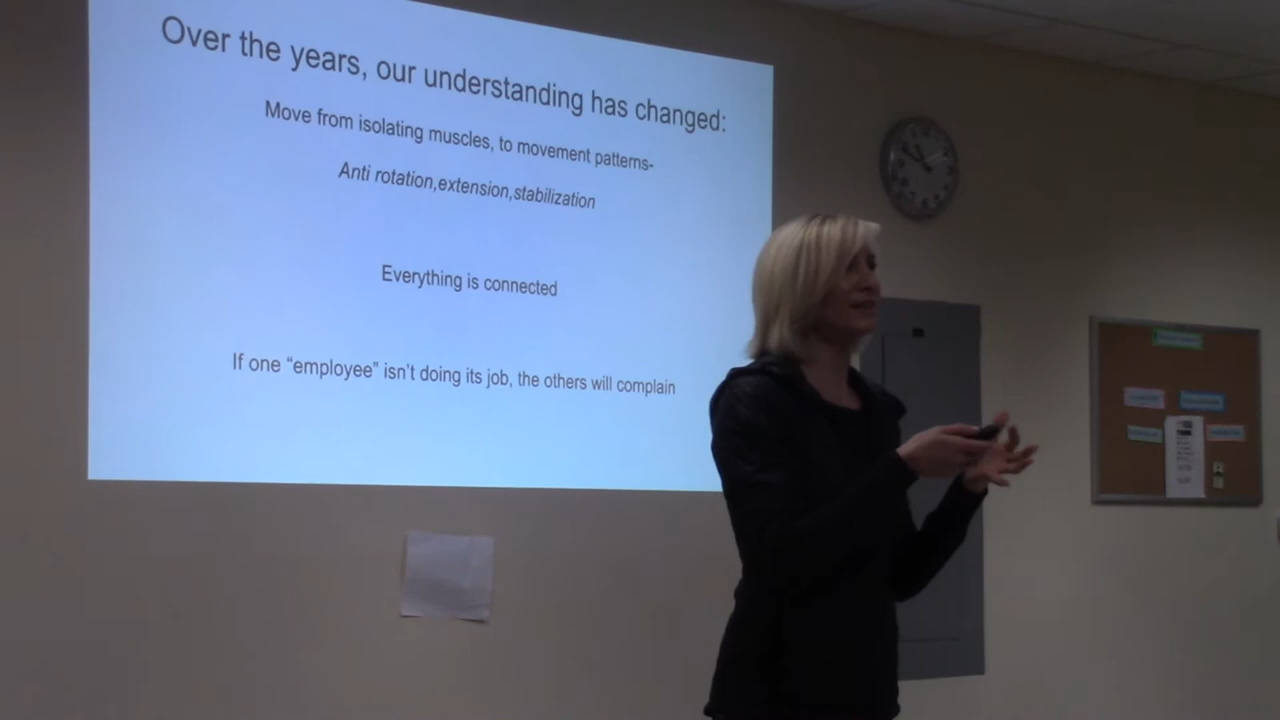 Over the years, our understanding has changed:
Move from isolating muscles, to movement patterns-
Anti rotation,extension,stabilization
Everything is connected
If one “employee” isn’t doing its job, the others will complain